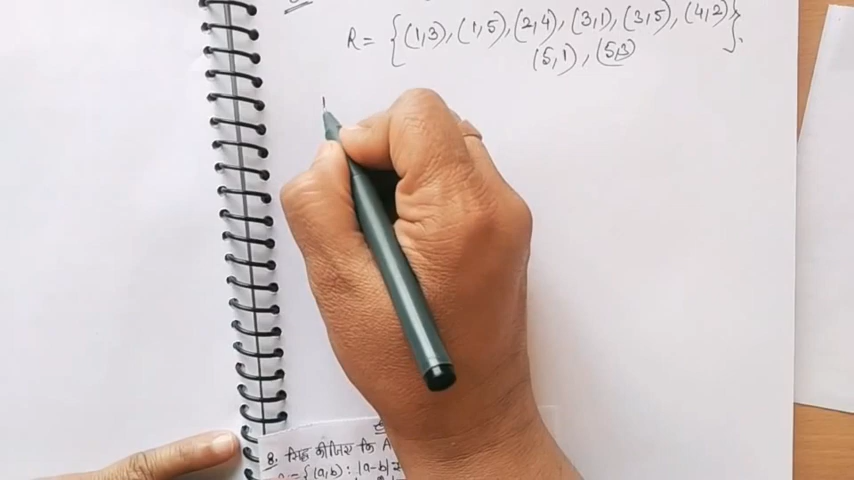 R = {(1,3), (1,5), (2,4), (3,1), (3,5), (4,2)
(5,1), (5,3)}.
8. सिद्ध कीजिए कि A
= {(a,b) : |a-b|